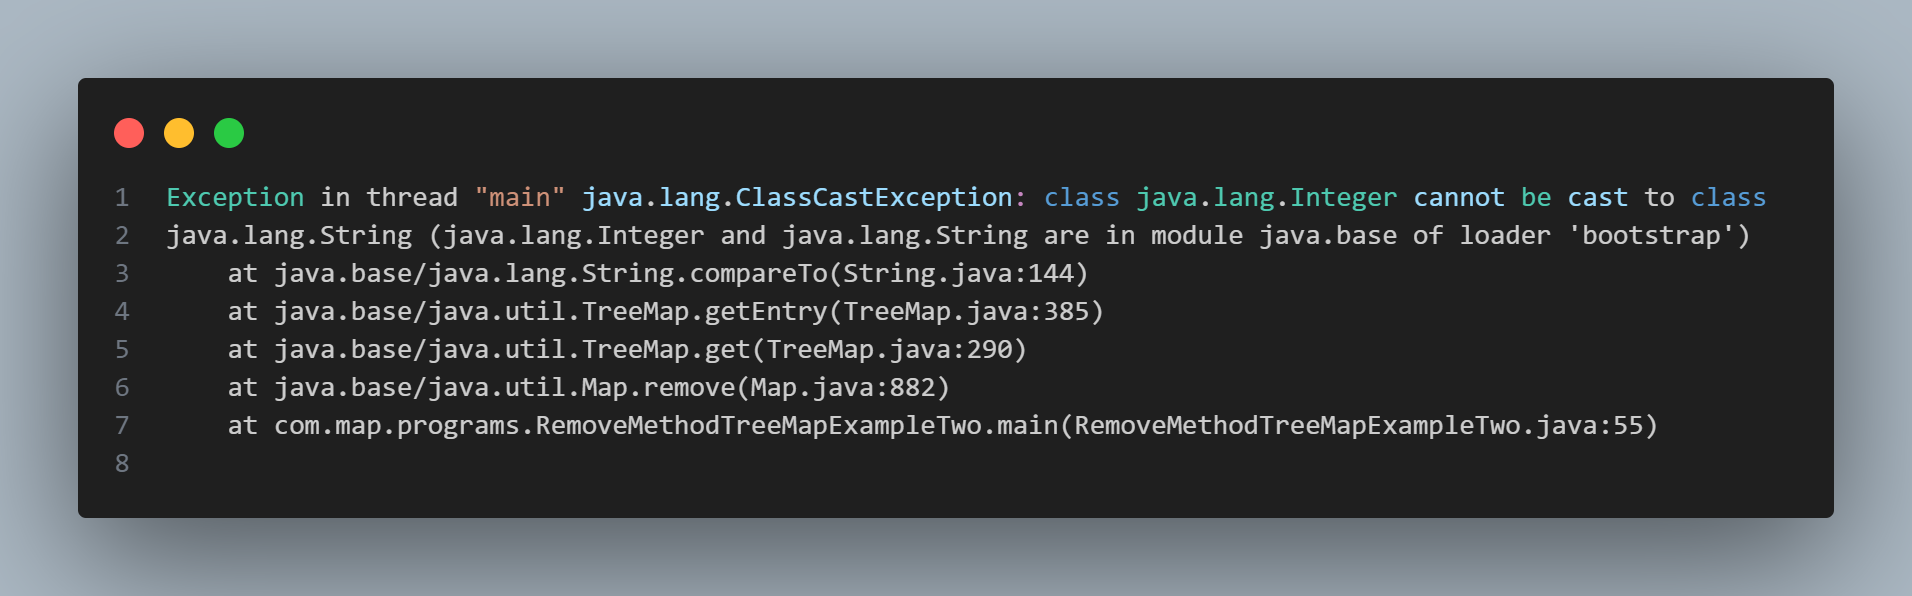 1 Exception in thread "main" java.lang.ClassCastException: class java.lang.Integer cannot be cast to class
2 java.lang.String (java.lang.Integer and java.lang.String are in module java.base of loader 'bootstrap')
3     at java.base/java.lang.String.compareTo(String.java:144)
4     at java.base/java.util.TreeMap.getEntry(TreeMap.java:385)
5     at java.base/java.util.TreeMap.get(TreeMap.java:290)
6     at java.base/java.util.Map.remove(Map.java:882)
7     at com.map.programs.RemoveMethodTreeMapExampleTwo.main(RemoveMethodTreeMapExampleTwo.java:55)
8